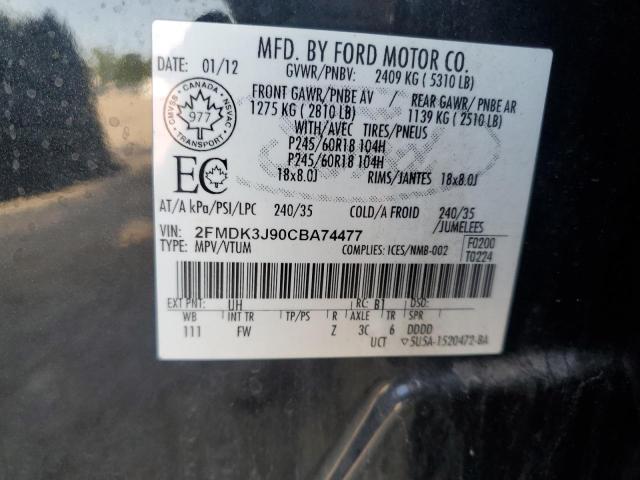 MFD. BY FORD MOTOR CO.
DATE: 01/12 GVWR/PNBV: 2409 KG ( 5310 LB)
FRONT GAWR/PNBE AV REAR GAWR/ PNBE AR
1275 KG ( 2810 LB) 1139 KG ( 2510 LB)
CANADA
CMVSS 977 NSVAC
TRANSPORT
WITH/AVEC TIRES/PNEUS
P245/60R18 104H
P245/60R18 104H
EC 18x8.0J RIMS/JANTES 18x8.0J
AT/A kPa/PSI/LPC 240/35 COLD/A FROID 240/35
/JUMELEES
VIN: 2FMDK3J90CBA74477
TYPE: MPV/VTUM COMPLIES: ICES/NMB-002 F0200
T0224
EXT PNT: UH RC: B1 DSO:
WB INT TR TP/PS R AXLE TR SPR
111 FW Z 3C 6 DDDD
UCT ▽5U5A-1520472-BA